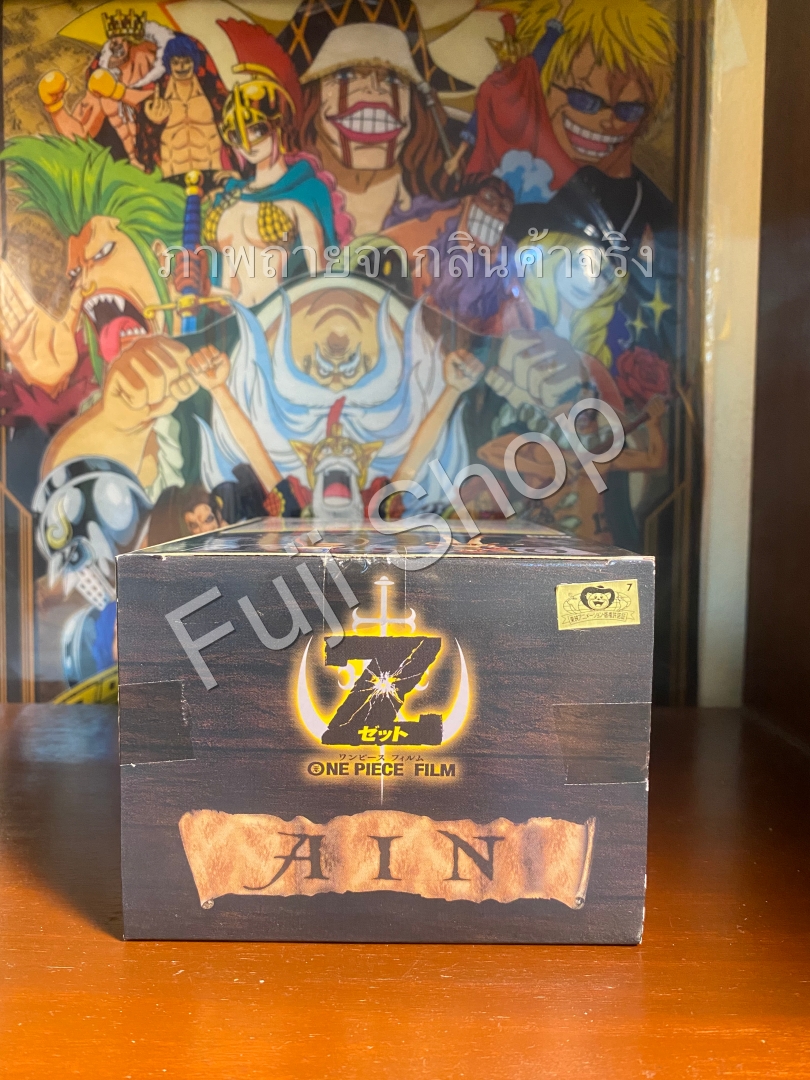 ภาพถ่ายจากสินค้าจริง
Fuji Shop
7
Z
ゼット
ワンピース フィルム
ONE PIECE FILM
AIN